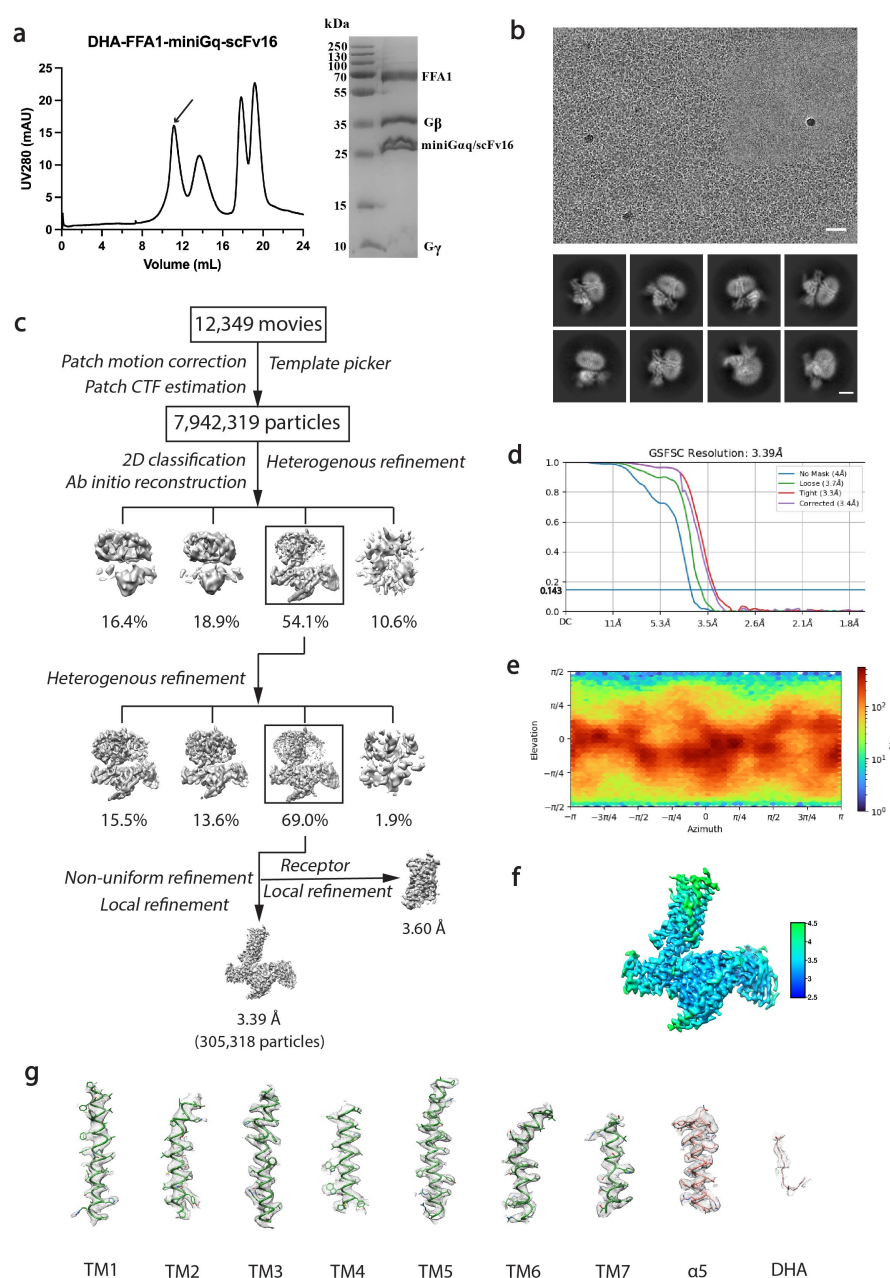 a
DHA-FFA1-miniGq-scFv16
UV280 (mAU)
25
20
15
10
5
0
0 4 8 12 16 20 24
Volume (mL)
kDa
250
130
100
70
55
35
25
15
10
FFA1
Gβ
miniGαq/scFv16
Gγ
b
c
12,349 movies
Patch motion correction
Patch CTF estimation
Template picker
7,942,319 particles
2D classification
Ab initio reconstruction
Heterogenous refinement
16.4% 18.9% 54.1% 10.6%
Heterogenous refinement
15.5% 13.6% 69.0% 1.9%
Non-uniform refinement
Local refinement
Receptor
Local refinement
3.60 Å
3.39 Å
(305,318 particles)
d
GSFSC Resolution: 3.39Å
No Mask (4Å)
Loose (3.7Å)
Tight (3.3Å)
Corrected (3.4Å)
1.0
0.8
0.6
0.4
0.2
0.143
0.0
DC 11Å 5.3Å 3.5Å 2.6Å 2.1Å 1.8Å
e
Elevation
π/2
π/4
0
−π/4
−π/2
−π −3π/4 −π/2 −π/4 0 π/4 π/2 3π/4 π
Azimuth
10²
10¹
10⁰
f
4.5
4
3.5
3
2.5
g
TM1 TM2 TM3 TM4 TM5 TM6 TM7 α5 DHA